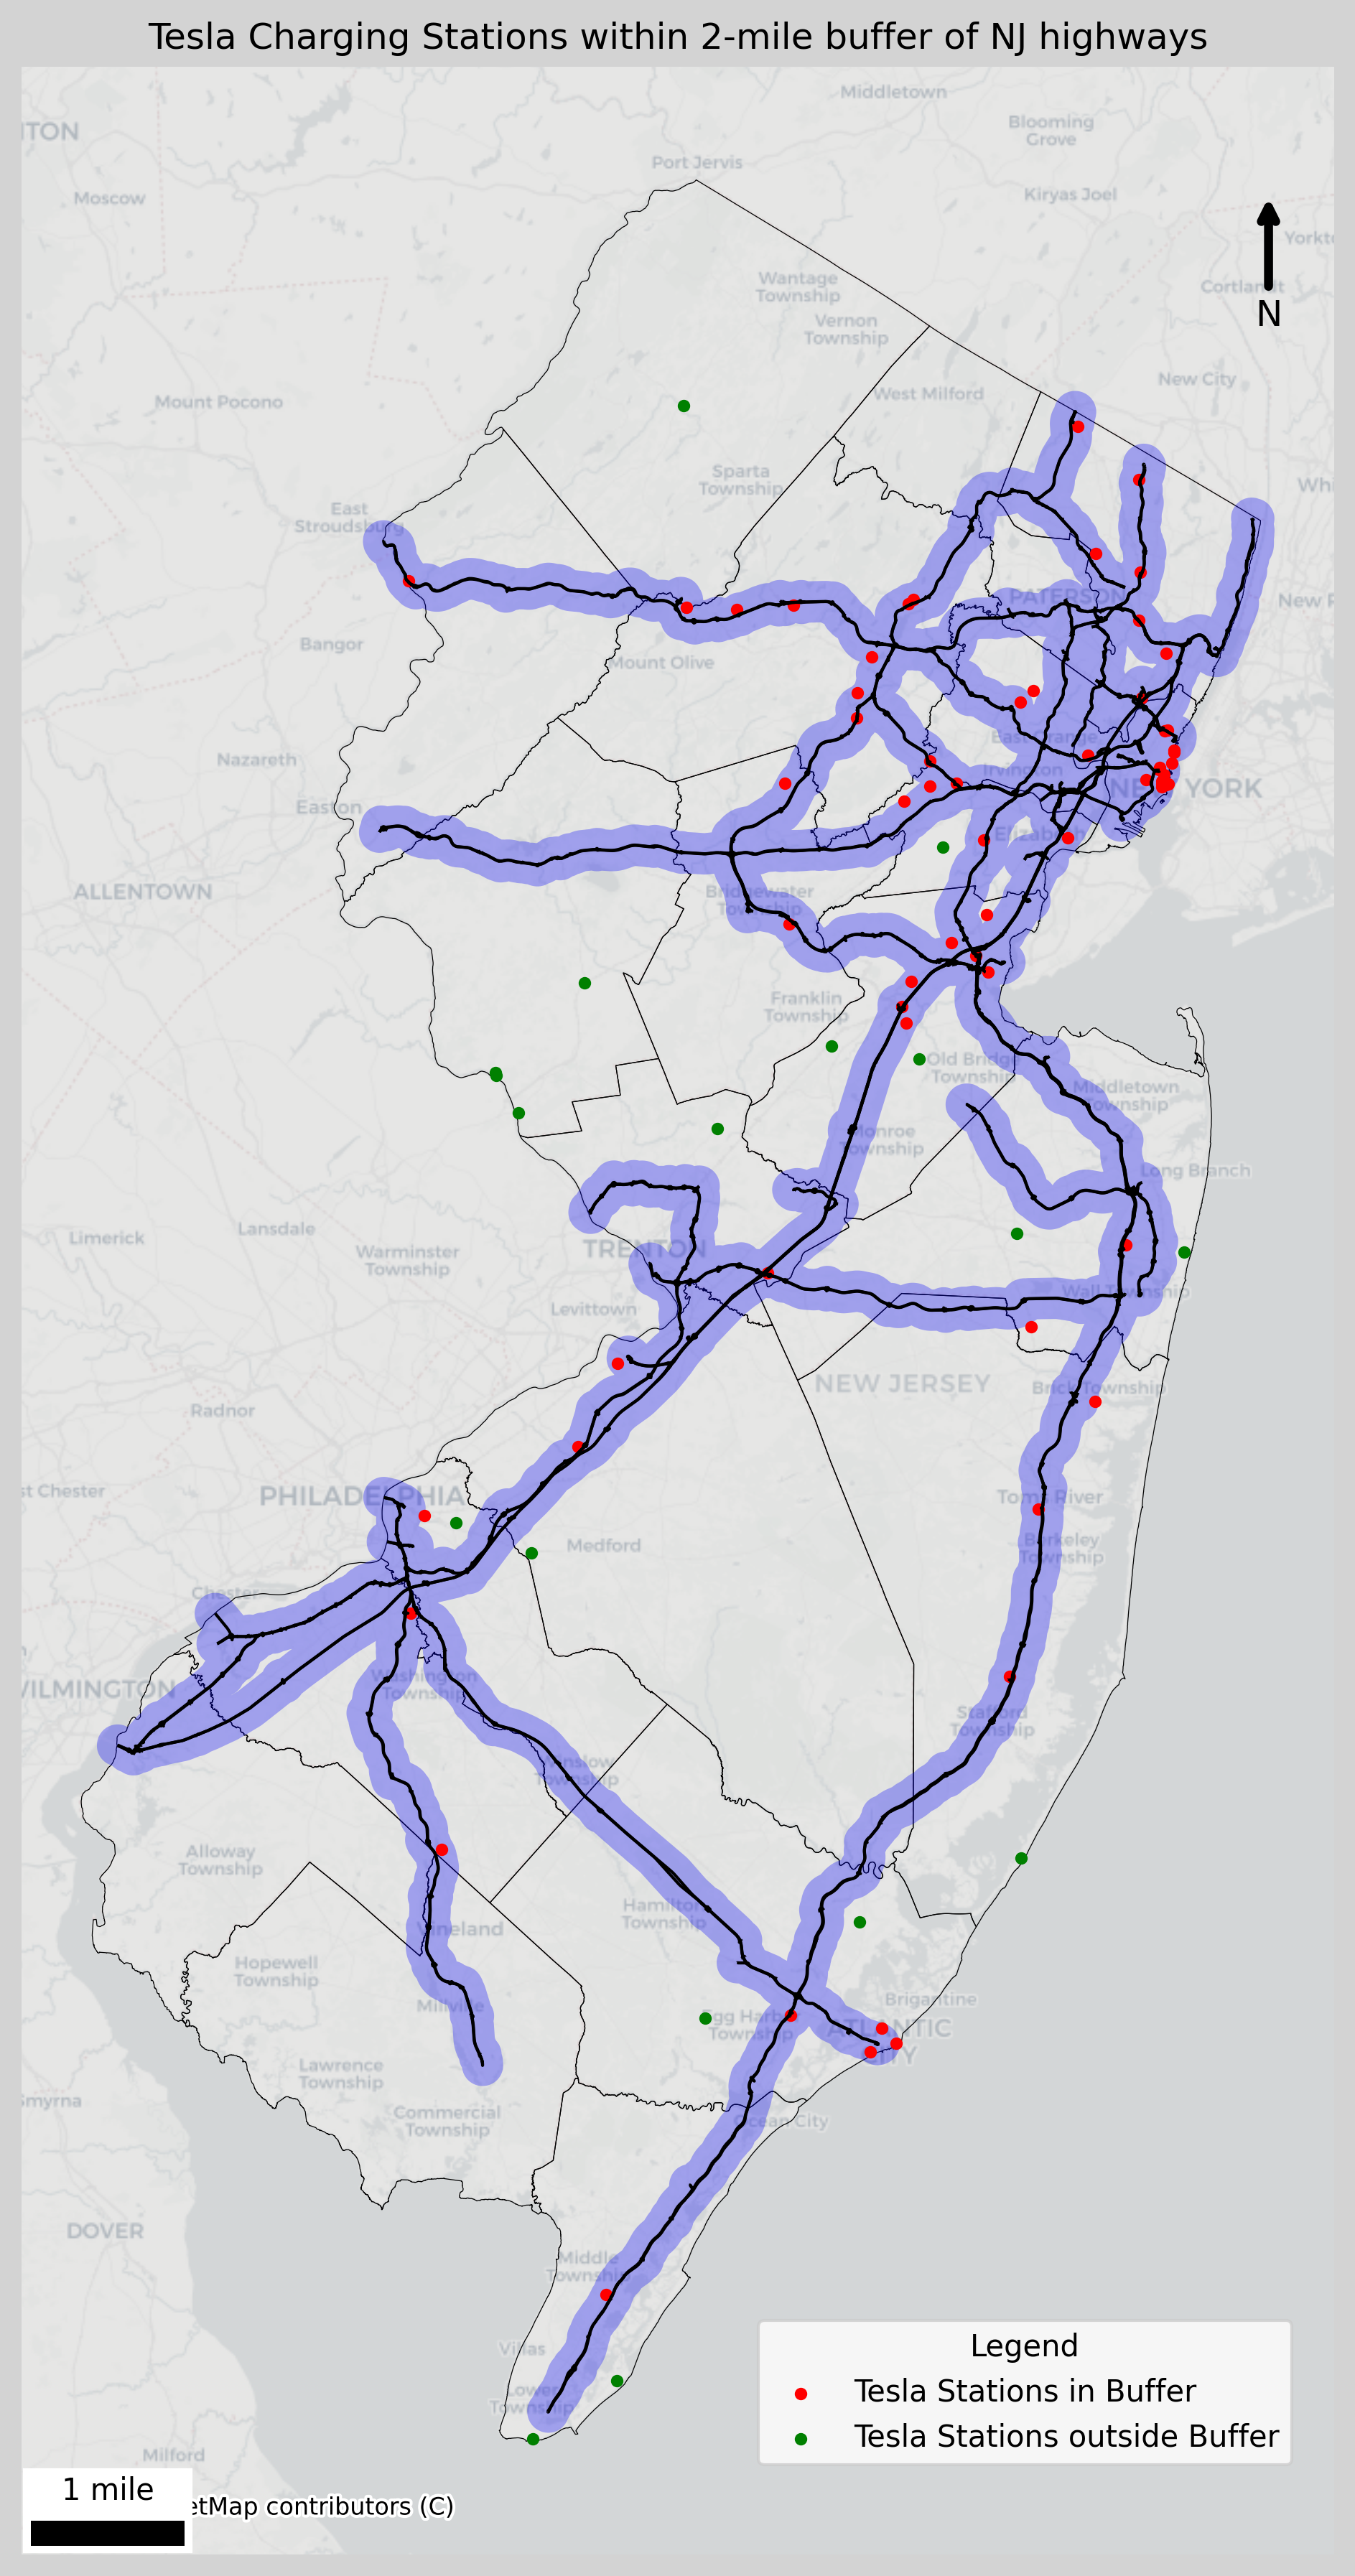 Tesla Charging Stations within 2-mile buffer of NJ highways
Middletown
Blooming
Grove
Port Jervis
Moscow
Kiryas Joel
Wantage
Township
Cortlandt
N
Vernon
Township
New City
West Milford
Mount Pocono
Sparta
Township
East
Stroudsburg
PATERSON
Bangor
Mount Olive
East Orange
Nazareth
Irvington
NEW YORK
Easton
Elizabeth
ALLENTOWN
Bridgewater
Township
Franklin
Township
Old Bridge
Township
Middletown
Township
Monroe
Township
Long Branch
Limerick
Lansdale
Warminster
Township
TRENTON
Levittown
Wall Township
NEW JERSEY
Brick Township
Radnor
st Chester
PHILADELPHIA
Toms River
Berkeley
Township
Medford
Chester
Washington
Township
WILMINGTON
Stafford
Township
Winslow
Township
Alloway
Township
Hamilton
Township
Vineland
Hopewell
Township
Millville
Brigantine
Egg Harbor
Township
ATLANTIC
CITY
Lawrence
Township
Smyrna
Commercial
Township
Ocean City
DOVER
Middle
Township
Villas
Lower
Township
Legend
Tesla Stations in Buffer
Tesla Stations outside Buffer
Milford
1 mile
etMap contributors (C)